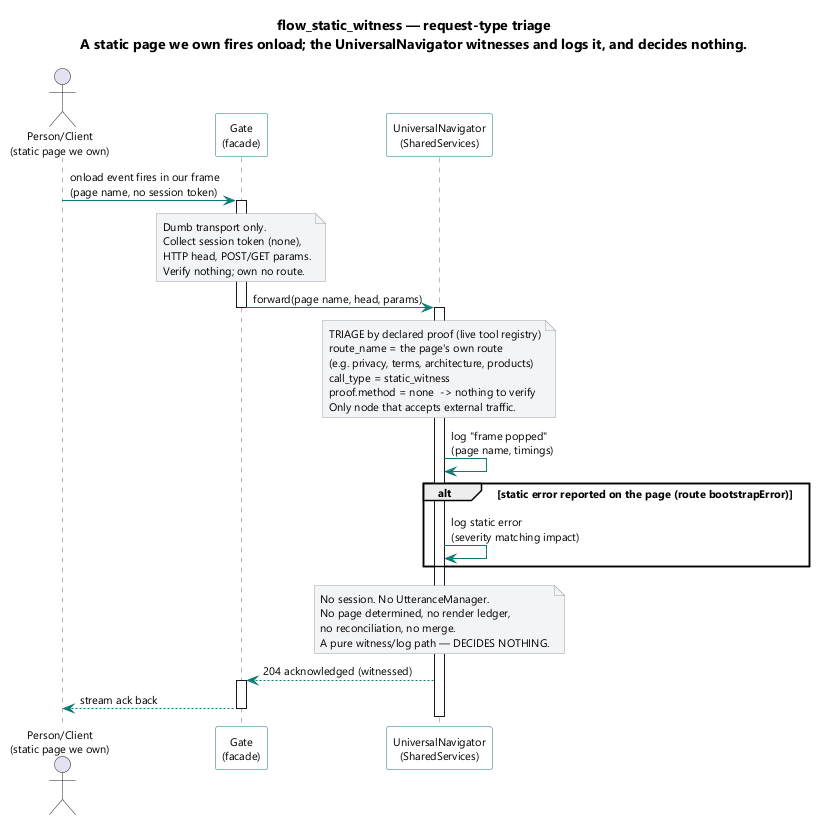 flow_static_witness — request-type triage
A static page we own fires onload; the UniversalNavigator witnesses and logs it, and decides nothing.
Person/Client
(static page we own)
Gate
(facade)
UniversalNavigator
(SharedServices)
onload event fires in our frame
(page name, no session token)
Dumb transport only.
Collect session token (none),
HTTP head, POST/GET params.
Verify nothing; own no route.
forward(page name, head, params)
TRIAGE by declared proof (live tool registry)
route_name = the page's own route
(e.g. privacy, terms, architecture, products)
call_type = static_witness
proof.method = none -> nothing to verify
Only node that accepts external traffic.
log "frame popped"
(page name, timings)
alt [static error reported on the page (route bootstrapError)]
log static error
(severity matching impact)
No session. No UtteranceManager.
No page determined, no render ledger,
no reconciliation, no merge.
A pure witness/log path — DECIDES NOTHING.
204 acknowledged (witnessed)
stream ack back
Person/Client
(static page we own)
Gate
(facade)
UniversalNavigator
(SharedServices)